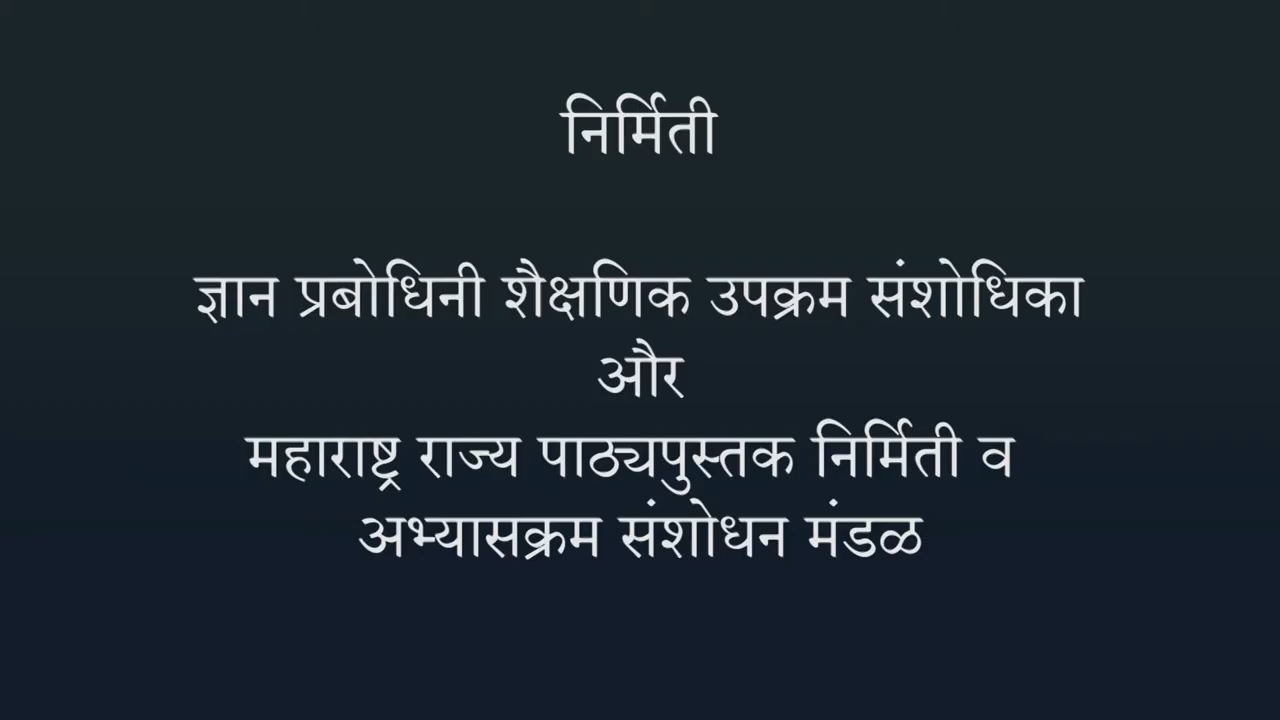 निर्मिती
ज्ञान प्रबोधिनी शैक्षणिक उपक्रम संशोधिका
और
महाराष्ट्र राज्य पाठ्यपुस्तक निर्मिती व
अभ्यासक्रम संशोधन मंडळ